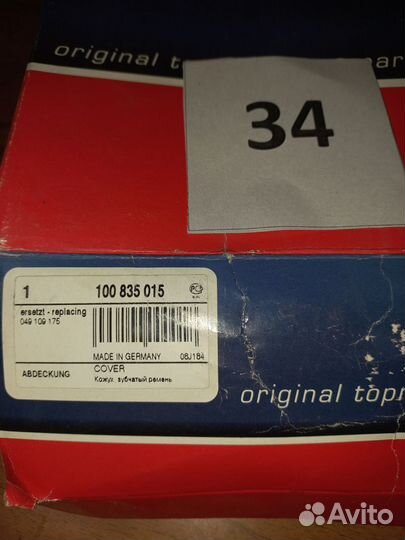 original t
par
34
1 100 835 015
ersetzt - replacing
049 109 175
MADE IN GERMANY 08J184
ABDECKUNG COVER
Кожух, зубчатый ремень
original topr
Avito